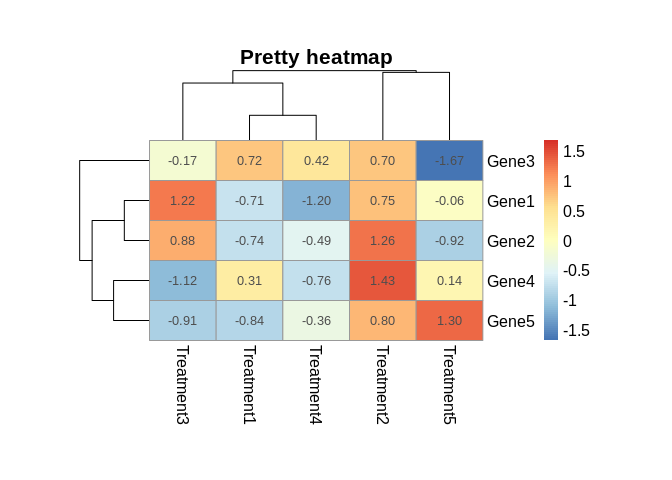 Pretty heatmap
-0.17 0.72 0.42 0.70 -1.67 Gene3
1.22 -0.71 -1.20 0.75 -0.06 Gene1
0.88 -0.74 -0.49 1.26 -0.92 Gene2
-1.12 0.31 -0.76 1.43 0.14 Gene4
-0.91 -0.84 -0.36 0.80 1.30 Gene5
Treatment3
Treatment1
Treatment4
Treatment2
Treatment5
1.5
1
0.5
0
-0.5
-1
-1.5